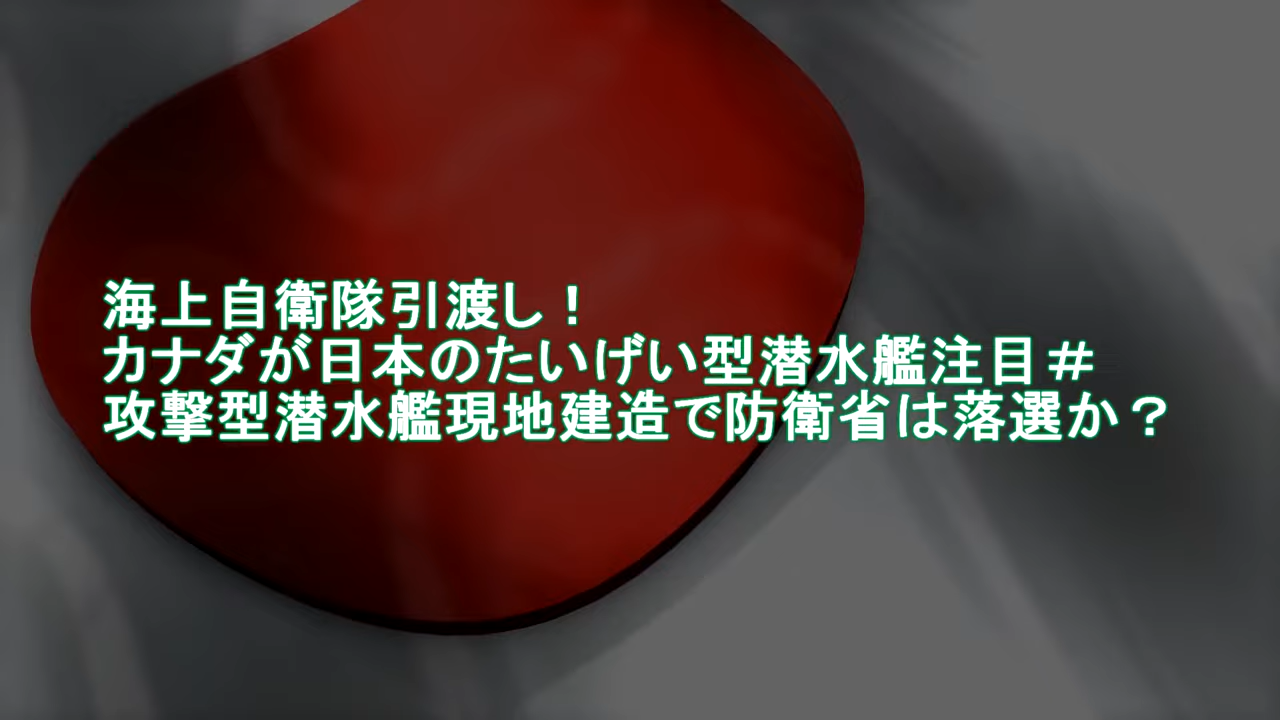 海上自衛隊引渡し！
カナダが日本のたいげい型潜水艦注目＃
攻撃型潜水艦現地建造で防衛省は落選か？